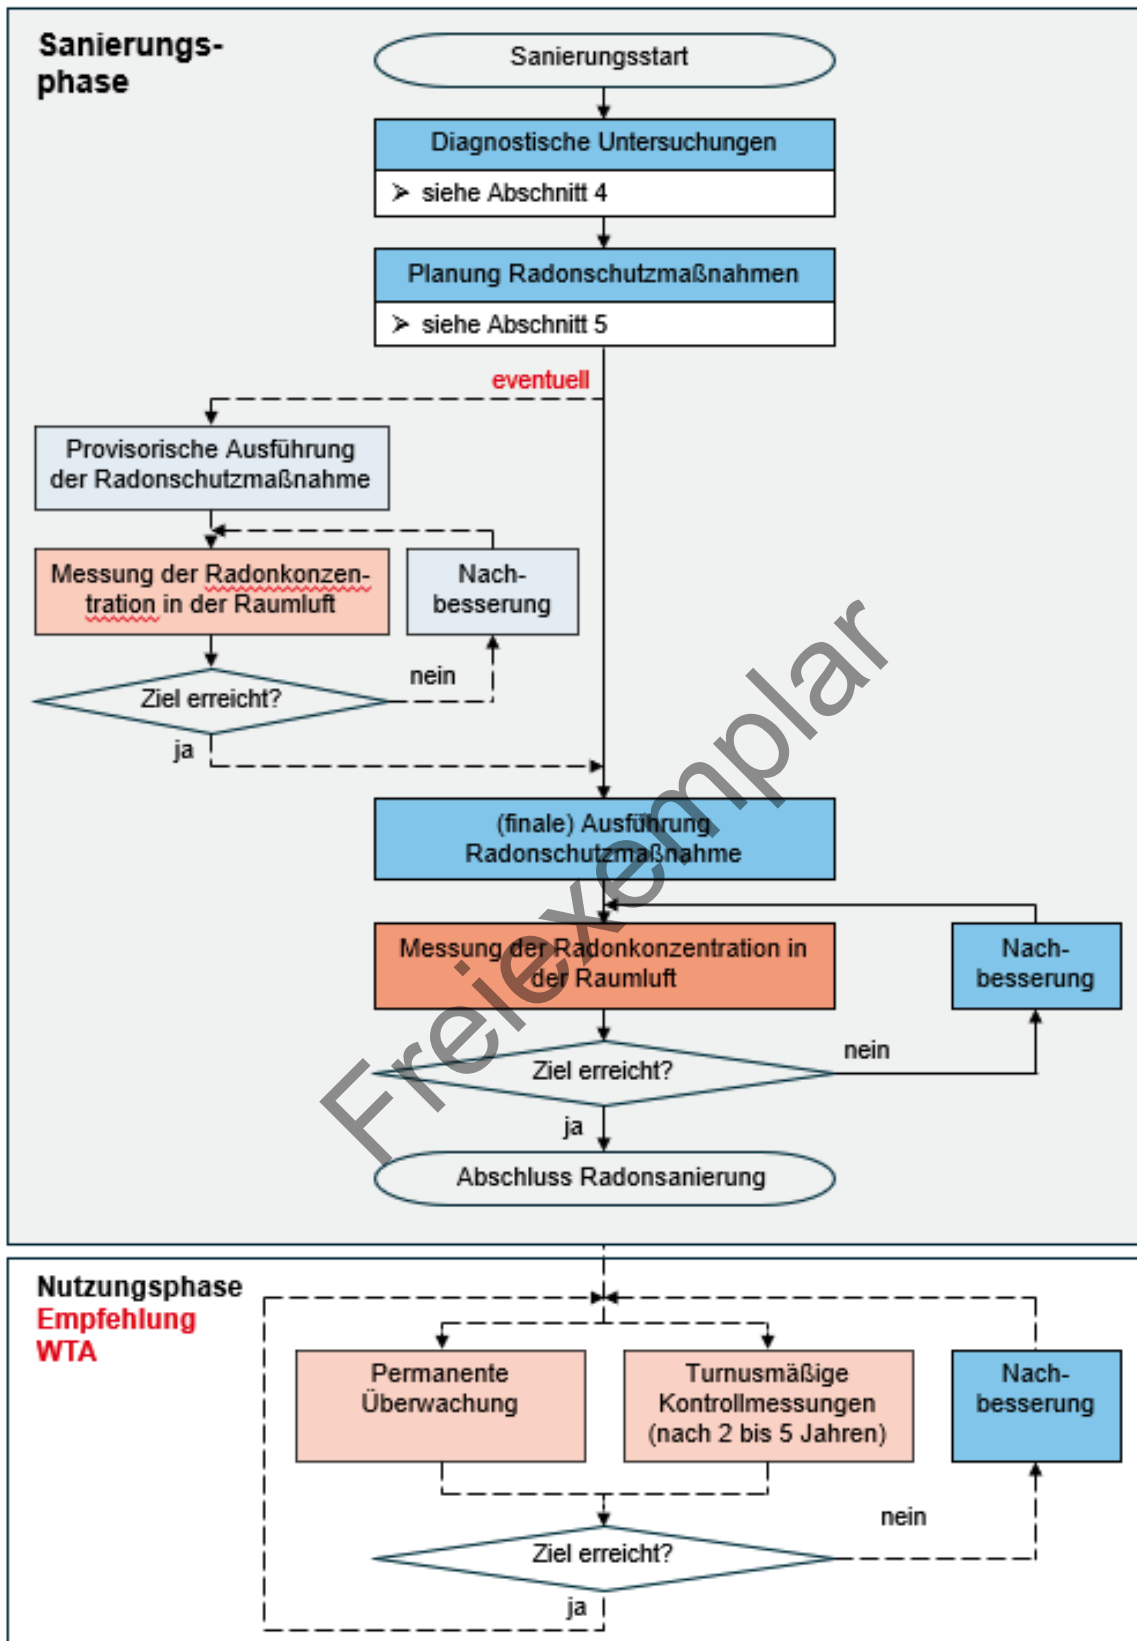 Sanierungs-
phase
Sanierungsstart
Diagnostische Untersuchungen
➢ siehe Abschnitt 4
Planung Radonschutzmaßnahmen
➢ siehe Abschnitt 5
eventuell
Provisorische Ausführung
der Radonschutzmaßnahme
Messung der Radonkonzen-
tration in der Raumluft
Nach-
besserung
nein
Ziel erreicht?
ja
(finale) Ausführung
Radonschutzmaßnahme
Messung der Radonkonzentration in
der Raumluft
Nach-
besserung
nein
Ziel erreicht?
ja
Abschluss Radonsanierung
Freiexemplar
Nutzungsphase
Empfehlung
WTA
Permanente
Überwachung
Turnusmäßige
Kontrollmessungen
(nach 2 bis 5 Jahren)
Nach-
besserung
nein
Ziel erreicht?
ja